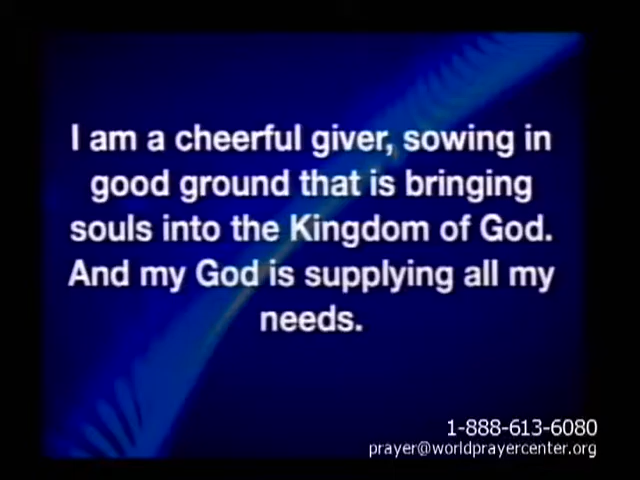 I am a cheerful giver, sowing in
good ground that is bringing
souls into the Kingdom of God.
And my God is supplying all my
needs.
1-888-613-6080
prayer@worldprayercenter.org